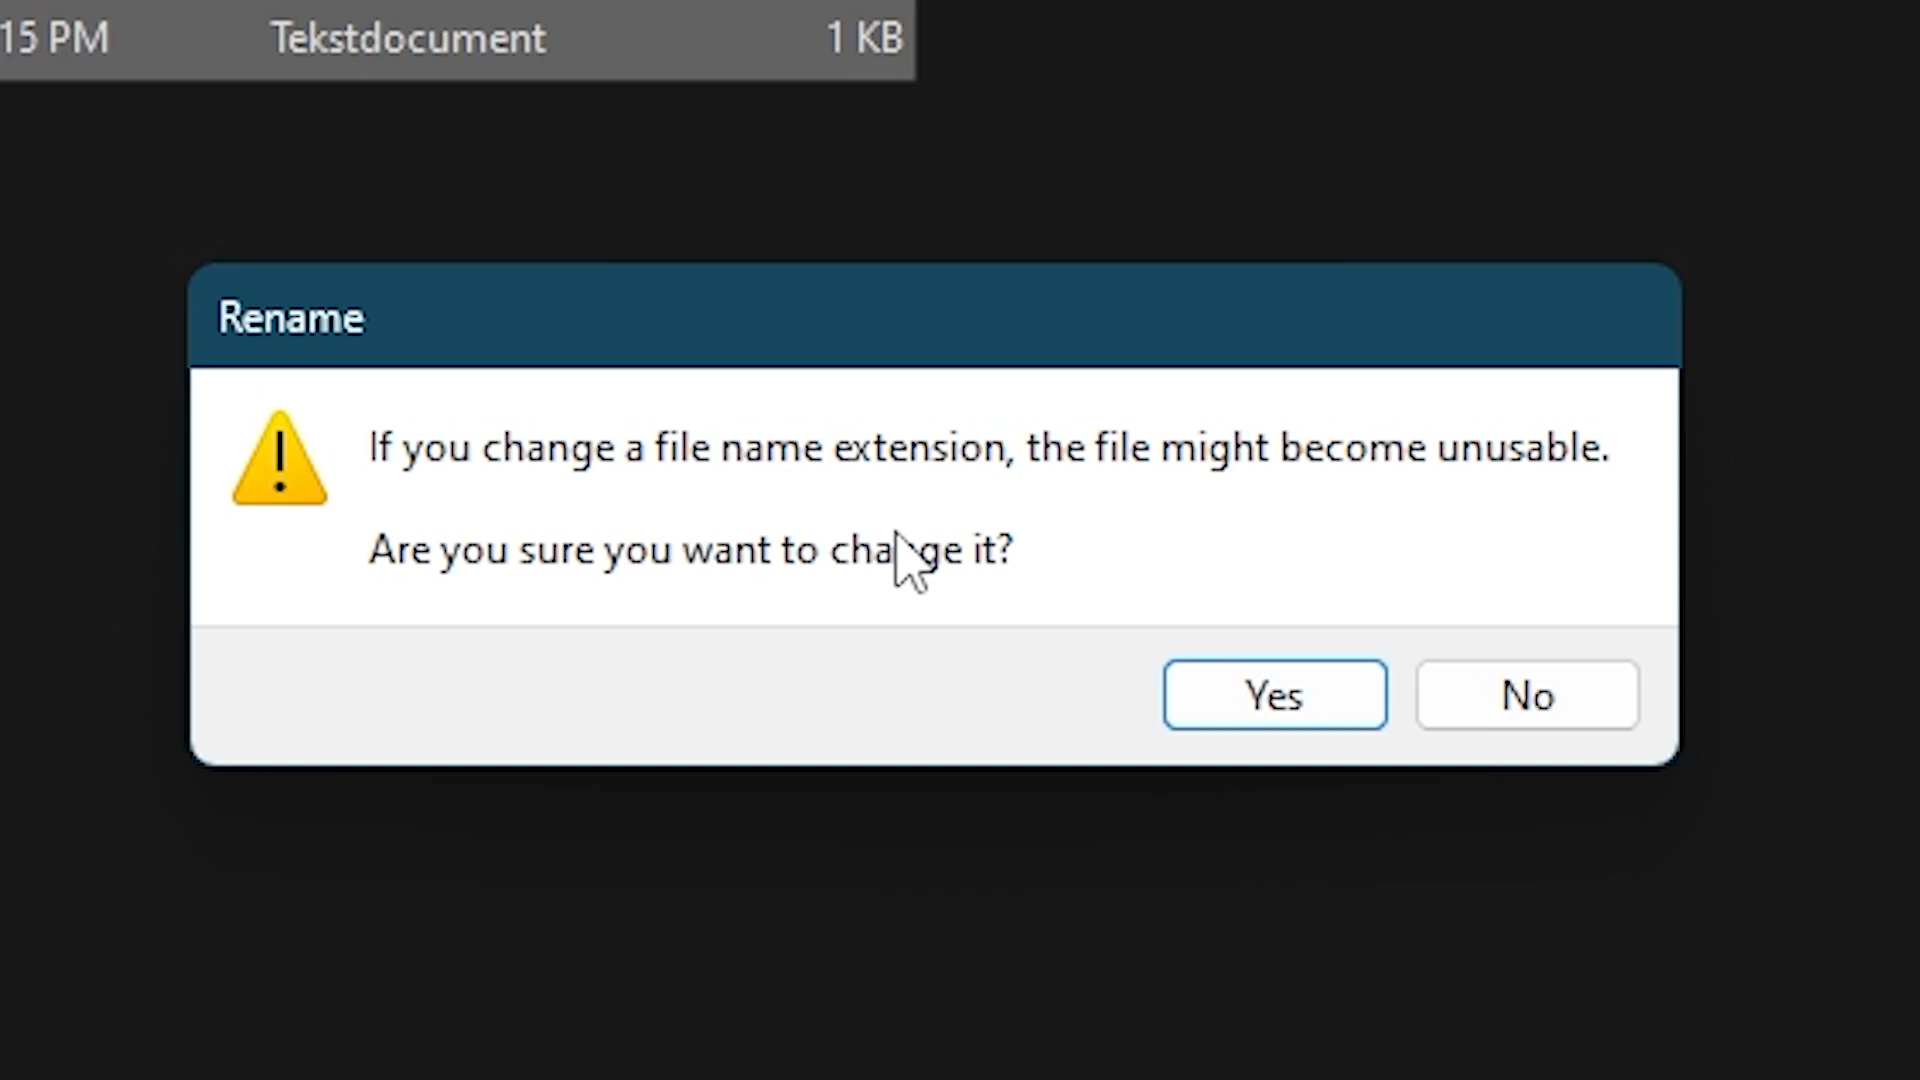 15 PM Tekstdocument 1 KB
Rename
If you change a file name extension, the file might become unusable.
Are you sure you want to change it?
Yes No